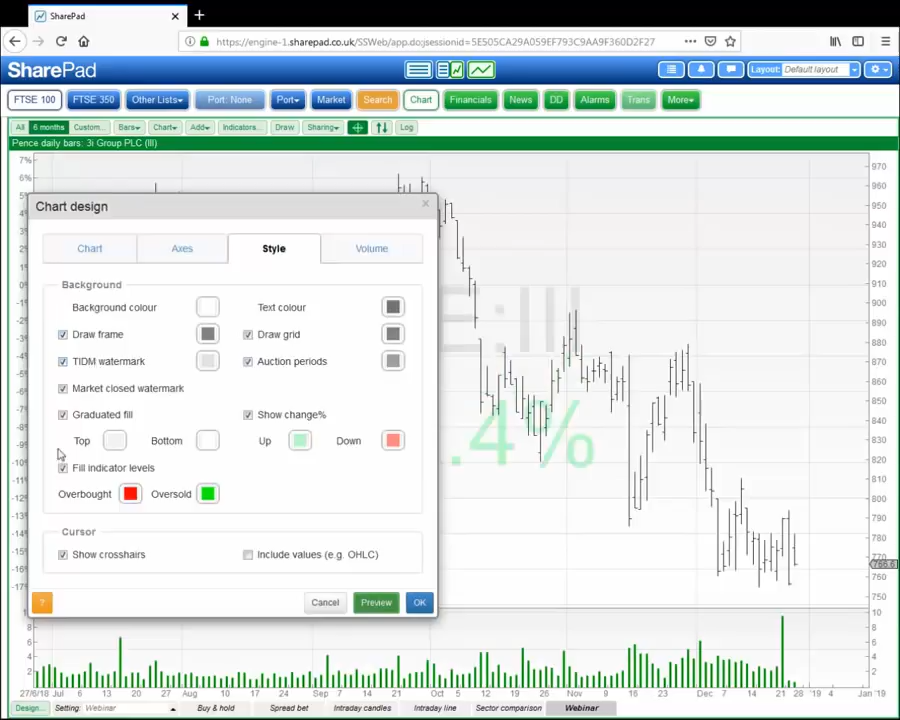 SharePad
https://engine-1.sharepad.co.uk/SSWeb/app.do;jsessionid=5E505CA29A059EF793C9AA9F360D2F27
SharePad
Layout: Default layout
FTSE 100 FTSE 350 Other Lists Port: None Port Market Search Chart Financials News DD Alarms Trans More
All 6 months Custom... Bars Chart Add Indicators... Draw Sharing Log
Pence daily bars: 3i Group PLC (III)
7% 970
6% 960
950
940
930
920
910
900
890
880
870
860
850
840
830
820
810
800
790
780
770
766.6
760
750
E:III
.4%
Chart design
Chart Axes Style Volume
Background
Background colour Text colour
Draw frame Draw grid
TIDM watermark Auction periods
Market closed watermark
Graduated fill Show change%
Top Bottom Up Down
Fill indicator levels
Overbought Oversold
Cursor
Show crosshairs Include values (e.g. OHLC)
? Cancel Preview OK
10
8 8
6 6
4 4
2 2
27/6/18 Jul 14 20 27 Aug 10 17 Sep 7 14 21 Oct 5 12 19 26 Nov 9 16 23 Dec 7 14 21 28 '19 4 Jan '19
Design... Setting: Webinar Buy & hold Spread bet Intraday candles Intraday line Sector comparison Webinar